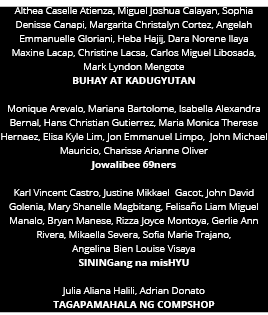 Althea Caselle Atienza, Miguel Joshua Calayan, Sophia
Denisse Canapi, Margarita Christalyn Cortez, Angelah
Emmanuelle Gloriani, Heba Hajij, Dara Norene Ilaya
Maxine Lacap, Christine Lacsa, Carlos Miguel Libosada,
Mark Lyndon Mengote
BUHAY AT KADUGYUTAN
Monique Arevalo, Mariana Bartolome, Isabella Alexandra
Bernal, Hans Christian Gutierrez, Maria Monica Therese
Hernaez, Elisa Kyle Lim, Jon Emmanuel Limpo, John Michael
Mauricio, Charisse Arianne Oliver
Jowalibee 69ners
Karl Vincent Castro, Justine Mikkael Gacot, John David
Golenia, Mary Shanelle Magbitang, Felisaño Liam Miguel
Manalo, Bryan Manese, Rizza Joyce Montoya, Gerlie Ann
Rivera, Mikaella Severa, Sofia Marie Trajano,
Angelina Bien Louise Visaya
SININGang na misHYU
Julia Aliana Halili, Adrian Donato
TAGAPAMAHALA NG COMPSHOP